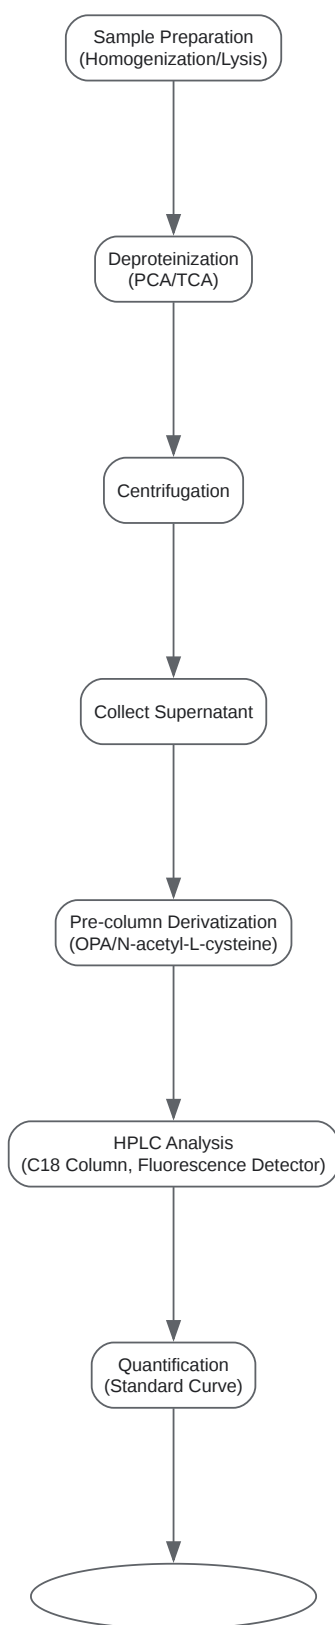 Sample Preparation
(Homogenization/Lysis)
Deproteinization
(PCA/TCA)
Centrifugation
Collect Supernatant
Pre-column Derivatization
(OPA/N-acetyl-L-cysteine)
HPLC Analysis
(C18 Column, Fluorescence Detector)
Quantification
(Standard Curve)